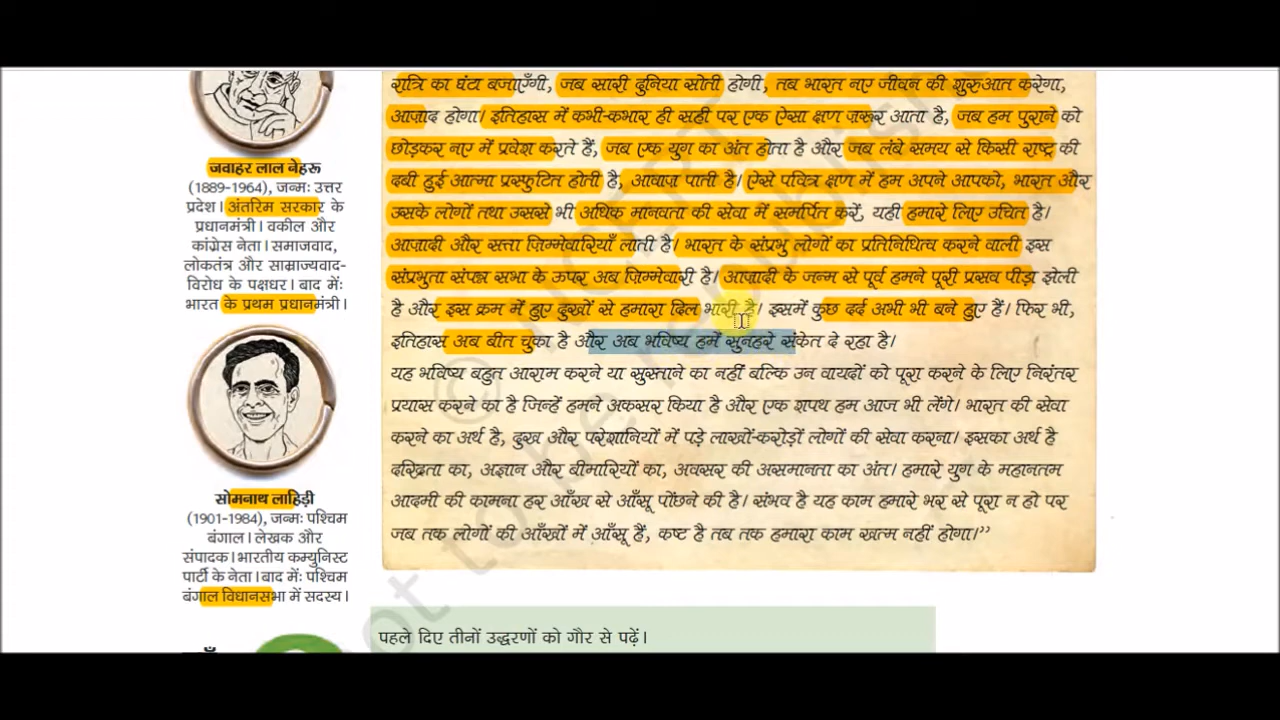 जवाहर लाल नेहरू
(1889-1964), जन्मः उत्तर
प्रदेश। अंतरिम सरकार के
प्रधानमंत्री। वकील और
कांग्रेस नेता। समाजवाद,
लोकतंत्र और साम्राज्यवाद-
विरोध के पक्षधर। बाद में:
भारत के प्रथम प्रधानमंत्री।
सोमनाथ लाहिड़ी
(1901-1984), जन्मः पश्चिम
बंगाल। लेखक और
संपादक। भारतीय कम्युनिस्ट
पार्टी के नेता। बाद में: पश्चिम
बंगाल विधानसभा में सदस्य।
रात्रि का घंटा बजाएँगी, जब सारी दुनिया सोती होगी, तब भारत नए जीवन की शुरुआत करेगा,
आज़ाद होगा। इतिहास में कभी-कभार ही सही पर एक ऐसा क्षण ज़रूर आता है, जब हम पुराने को
छोड़कर नए में प्रवेश करते हैं, जब एक युग का अंत होता है और जब लंबे समय से किसी राष्ट्र की
दबी हुई आत्मा प्रस्फुटित होती है, आवाज़ पाती है। ऐसे पवित्र क्षण में हम अपने आपको, भारत और
उसके लोगों तथा उससे भी अधिक मानवता की सेवा में समर्पित करें, यही हमारे लिए उचित है।
आज़ादी और सत्ता ज़िम्मेवारियाँ लाती है। भारत के संप्रभु लोगों का प्रतिनिधित्व करने वाली इस
संप्रभुता संपन्न सभा के ऊपर अब ज़िम्मेवारी है। आज़ादी के जन्म से पूर्व हमने पूरी प्रसव पीड़ा झेली
है और इस क्रम में हुए दुखों से हमारा दिल भारी है। इसमें कुछ दर्द अभी भी बने हुए हैं। फिर भी,
इतिहास अब बीत चुका है और अब भविष्य हमें सुनहरे संकेत दे रहा है।
यह भविष्य बहुत आराम करने या सुस्ताने का नहीं बल्कि उन वायदों को पूरा करने के लिए निरंतर
प्रयास करने का है जिन्हें हमने अकसर किया है और एक शपथ हम आज भी लेंगे। भारत की सेवा
करने का अर्थ है, दुख और परेशानियों में पड़े लाखों-करोड़ों लोगों की सेवा करना। इसका अर्थ है
दरिद्रता का, अज्ञान और बीमारियों का, अवसर की असमानता का अंत। हमारे युग के महानतम
आदमी की कामना हर आँख से आँसू पोंछने की है। संभव है यह काम हमारे भर से पूरा न हो पर
जब तक लोगों की आँखों में आँसू हैं, कष्ट है तब तक हमारा काम खत्म नहीं होगा।”
पहले दिए तीनों उद्धरणों को गौर से पढ़ें।